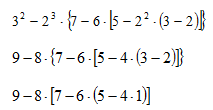 3² − 2³ · {7 − 6 · [5 − 2² · (3 − 2)]}
9 − 8 · {7 − 6 · [5 − 4 · (3 − 2)]}
9 − 8 · [7 − 6 · (5 − 4 · 1)]